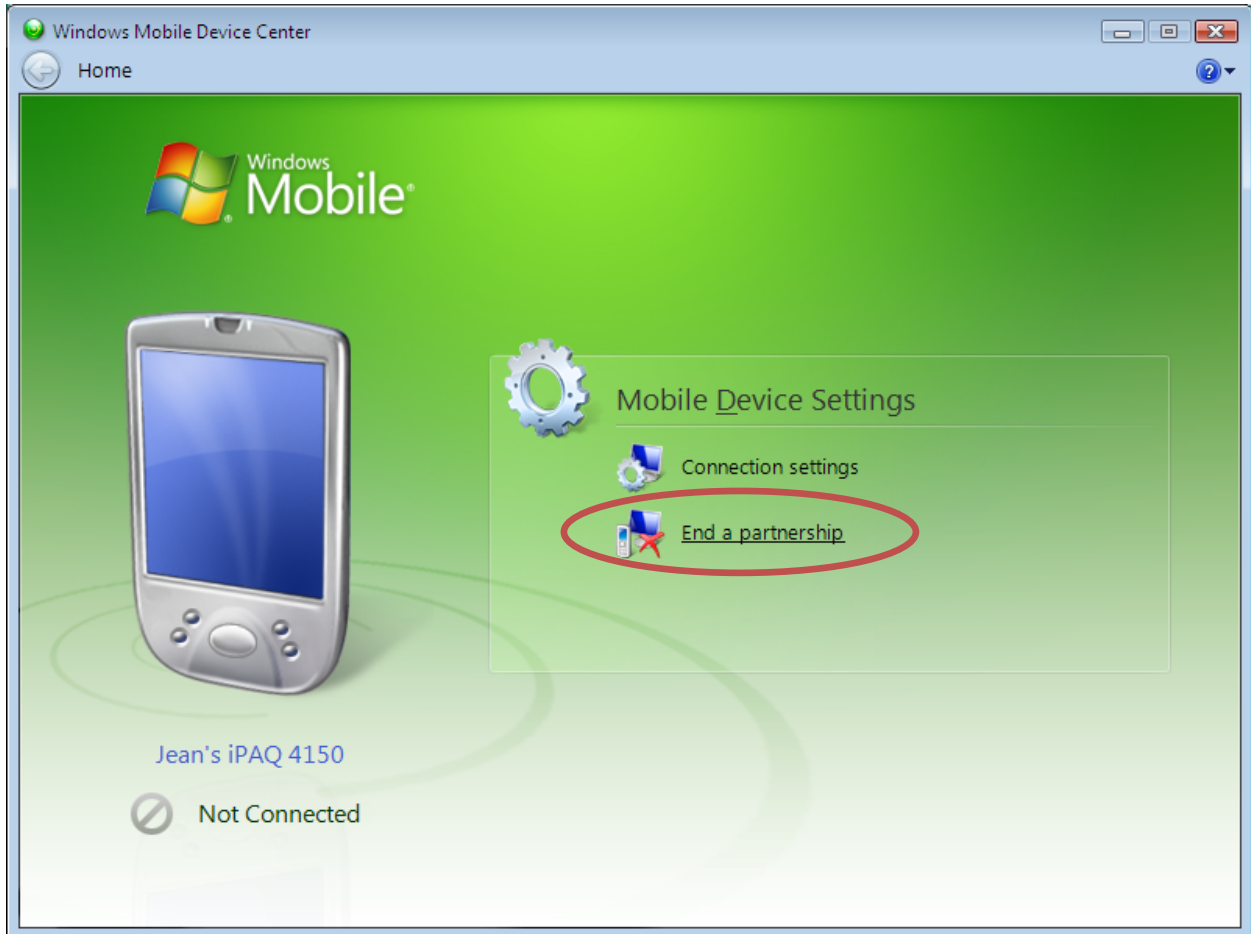 Windows Mobile Device Center
Home
Windows
Mobile®
Mobile Device Settings
Connection settings
End a partnership
Jean's iPAQ 4150
Not Connected